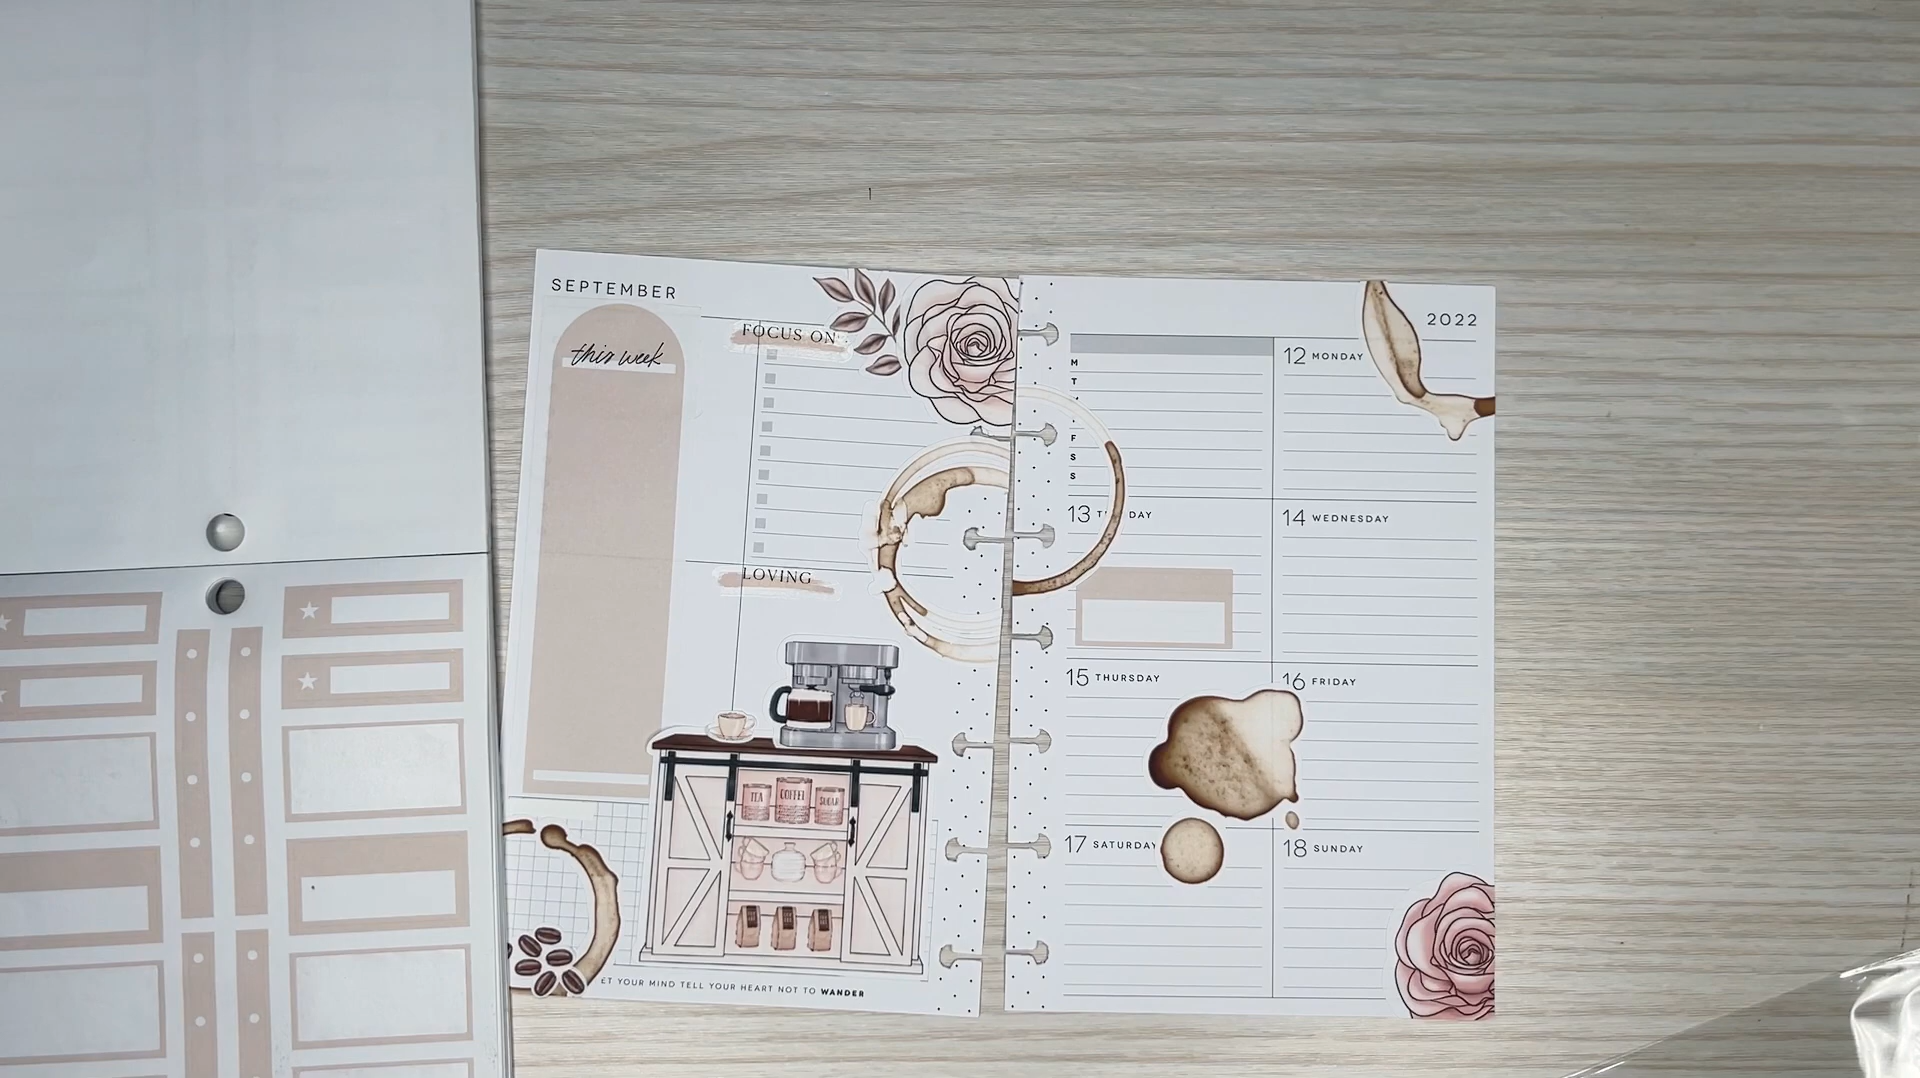 SEPTEMBER
this week
FOCUS ON
LOVING
TEA
COFFEE
SUGAR
ET YOUR MIND TELL YOUR HEART NOT TO WANDER
2022
M
T
F
S
S
12 MONDAY
13 T DAY
14 WEDNESDAY
15 THURSDAY
16 FRIDAY
17 SATURDAY
18 SUNDAY